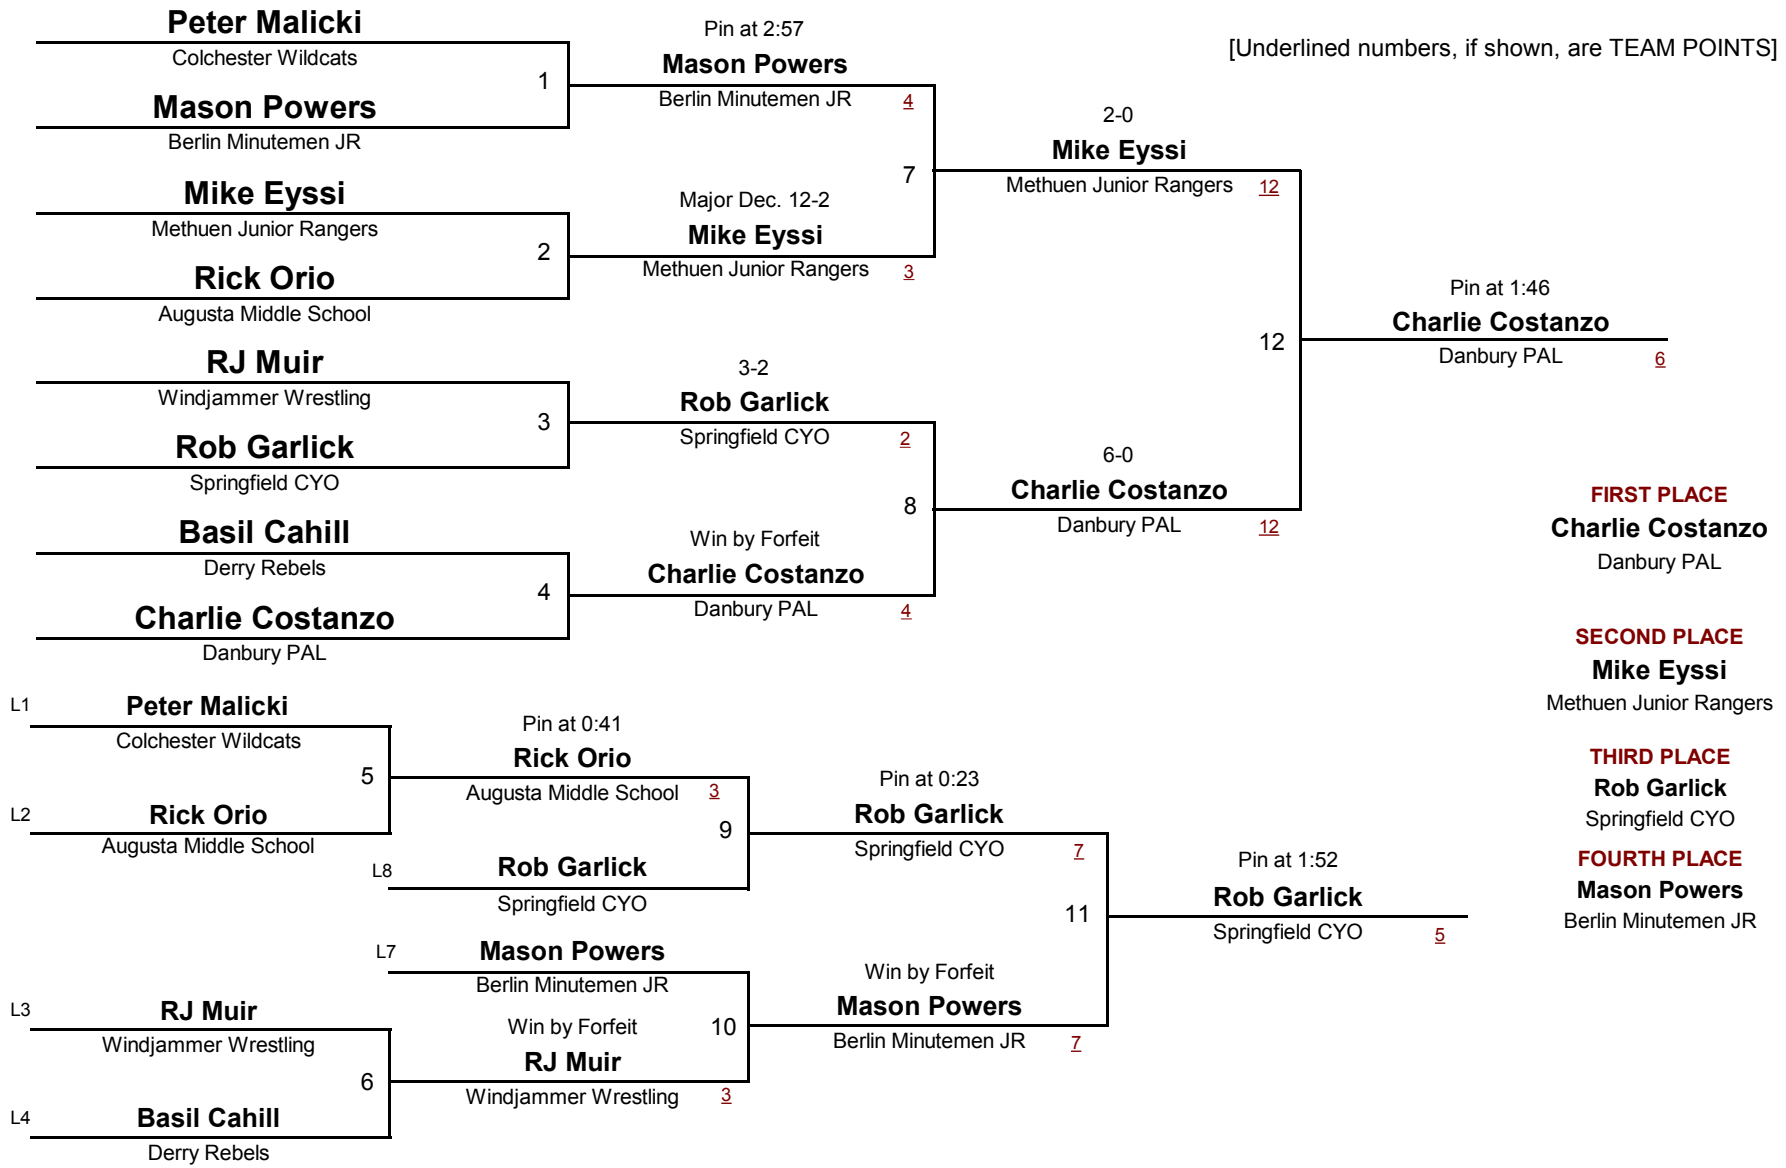 [Underlined numbers, if shown, are TEAM POINTS]
Peter Malicki
Colchester Wildcats
1
Mason Powers
Berlin Minutemen JR
Mike Eyssi
Methuen Junior Rangers
2
Rick Orio
Augusta Middle School
RJ Muir
Windjammer Wrestling
3
Rob Garlick
Springfield CYO
Basil Cahill
Derry Rebels
4
Charlie Costanzo
Danbury PAL
Pin at 2:57
Mason Powers
Berlin Minutemen JR 4
7
Major Dec. 12-2
Mike Eyssi
Methuen Junior Rangers 3
3-2
Rob Garlick
Springfield CYO 2
8
Win by Forfeit
Charlie Costanzo
Danbury PAL 4
2-0
Mike Eyssi
Methuen Junior Rangers 12
12
6-0
Charlie Costanzo
Danbury PAL 12
Pin at 1:46
Charlie Costanzo
Danbury PAL 6
FIRST PLACE
Charlie Costanzo
Danbury PAL
SECOND PLACE
Mike Eyssi
Methuen Junior Rangers
THIRD PLACE
Rob Garlick
Springfield CYO
FOURTH PLACE
Mason Powers
Berlin Minutemen JR
L1 Peter Malicki
Colchester Wildcats
5
L2 Rick Orio
Augusta Middle School
L3 RJ Muir
Windjammer Wrestling
6
L4 Basil Cahill
Derry Rebels
Pin at 0:41
Rick Orio
Augusta Middle School 3
9
L8 Rob Garlick
Springfield CYO
L7 Mason Powers
Berlin Minutemen JR
10
Win by Forfeit
RJ Muir
Windjammer Wrestling 3
Pin at 0:23
Rob Garlick
Springfield CYO 7
11
Win by Forfeit
Mason Powers
Berlin Minutemen JR 7
Pin at 1:52
Rob Garlick
Springfield CYO 5